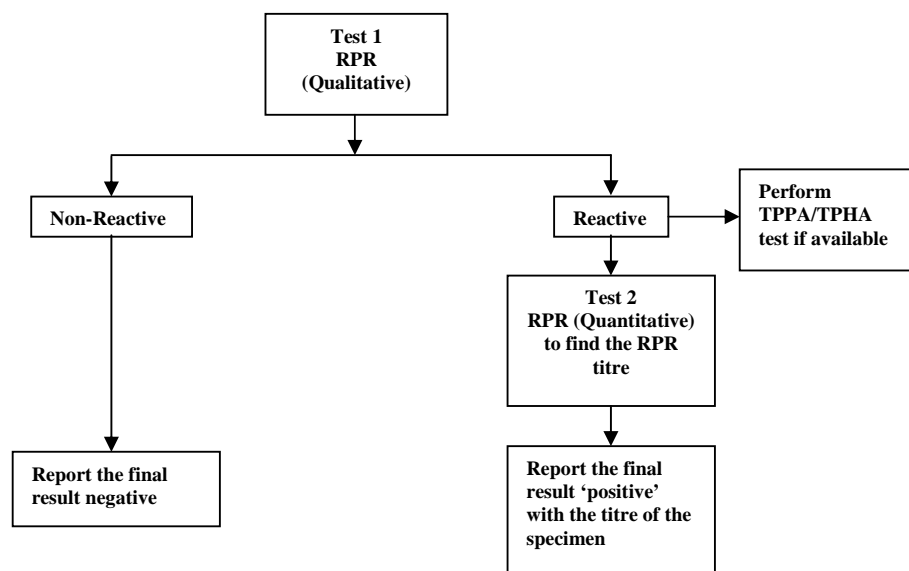 Test 1
RPR
(Qualitative)
Non-Reactive
Reactive
Perform
TPPA/TPHA
test if available
Test 2
RPR (Quantitative)
to find the RPR
titre
Report the final
result negative
Report the final
result ‘positive’
with the titre of the
specimen